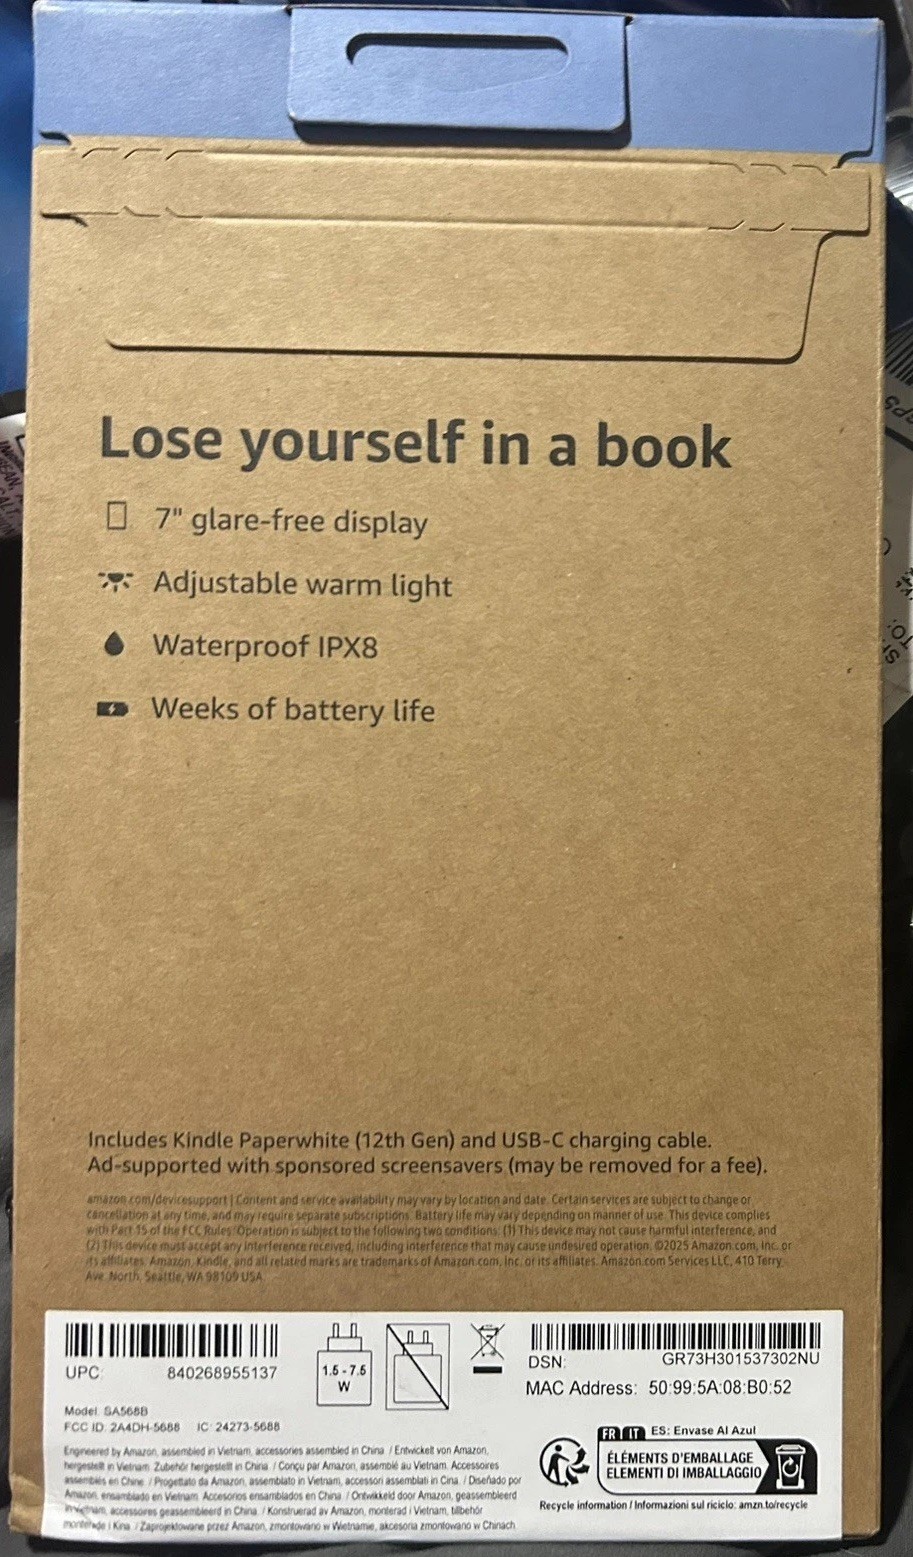 Lose yourself in a book
7" glare-free display
Adjustable warm light
Waterproof IPX8
Weeks of battery life
Includes Kindle Paperwhite (12th Gen) and USB-C charging cable.
Ad-supported with sponsored screensavers (may be removed for a fee).
amazon.com/devicesupport | Content and service availability may vary by location and date. Certain services are subject to change or
cancellation at any time, and may require separate subscriptions. Battery life may vary depending on manner of use. This device complies
with Part 15 of the FCC Rules. Operation is subject to the following two conditions: (1) This device may not cause harmful interference, and
(2) This device must accept any interference received, including interference that may cause undesired operation. ©2025 Amazon.com, Inc. or
its affiliates. Amazon, Kindle, and all related marks are trademarks of Amazon.com, Inc. or its affiliates. Amazon.com Services LLC, 410 Terry
Ave. North, Seattle, WA 98109 USA
UPC: 840268955137
1.5 - 7.5
W
DSN: GR73H301537302NU
MAC Address: 50:99:5A:08:B0:52
Model: SA568B
FCC ID: 2A4DH-5688 IC: 24273-5688
Engineered by Amazon, assembled in Vietnam, accessories assembled in China. / Entwickelt von Amazon,
hergestellt in Vietnam. Zubehör hergestellt in China. / Conçu par Amazon, assemblé au Vietnam. Accessoires
assemblés en Chine. / Progettato da Amazon, assemblato in Vietnam, accessori assemblati in Cina. / Diseñado por
Amazon, ensamblado en Vietnam. Accesorios ensamblados en China. / Ontwikkeld door Amazon, geassembleerd
in Vietnam, accessoires geassembleerd in China. / Konstruerad av Amazon, monterad i Vietnam, tillbehör
monterade i Kina. / Zaprojektowane przez Amazon, zmontowano w Wietnamie, akcesoria zmontowano w Chinach.
FR IT ES: Envase Al Azul
ÉLÉMENTS D'EMBALLAGE
ELEMENTI DI IMBALLAGGIO
Recycle information / Informazioni sul riciclo: amzn.to/recycle